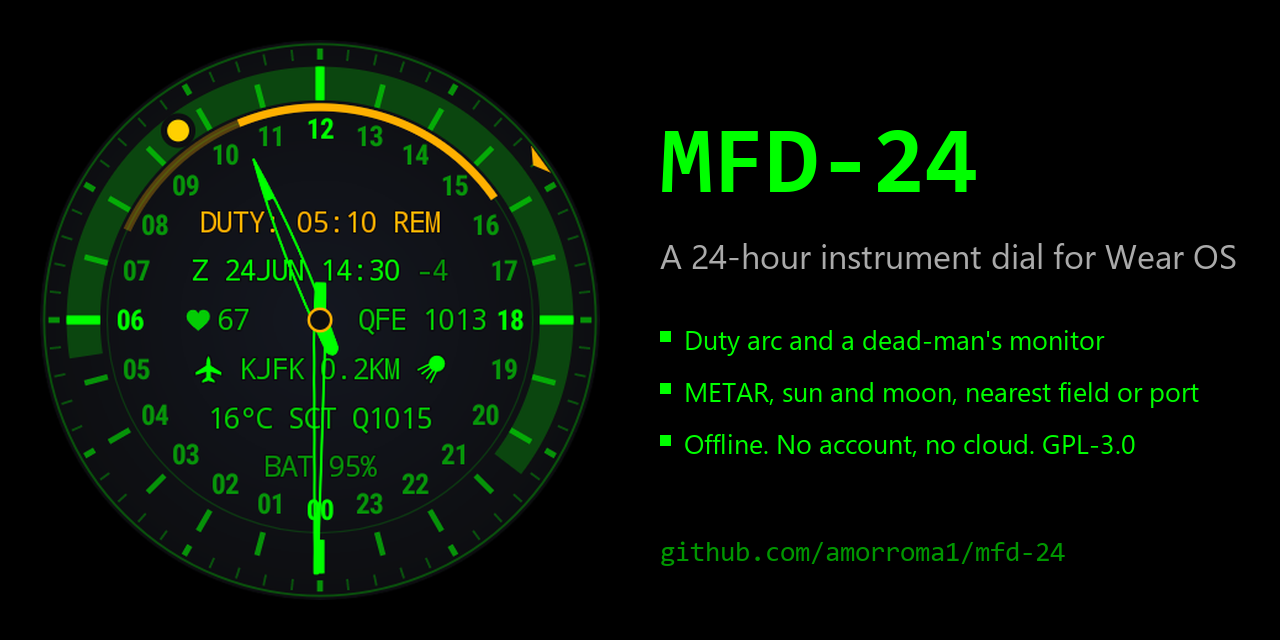 12
11 13
10 14
09 15
08 16
DUTY: 05:10 REM
07 Z 24JUN 14:30 -4 17
06 67 QFE 1013 18
05 KJFK 0.2KM 19
04 16°C SCT Q1015 20
03 BAT 95% 21
02 22
01 23
00
MFD-24
A 24-hour instrument dial for Wear OS
Duty arc and a dead-man's monitor
METAR, sun and moon, nearest field or port
Offline. No account, no cloud. GPL-3.0
github.com/amorroma1/mfd-24